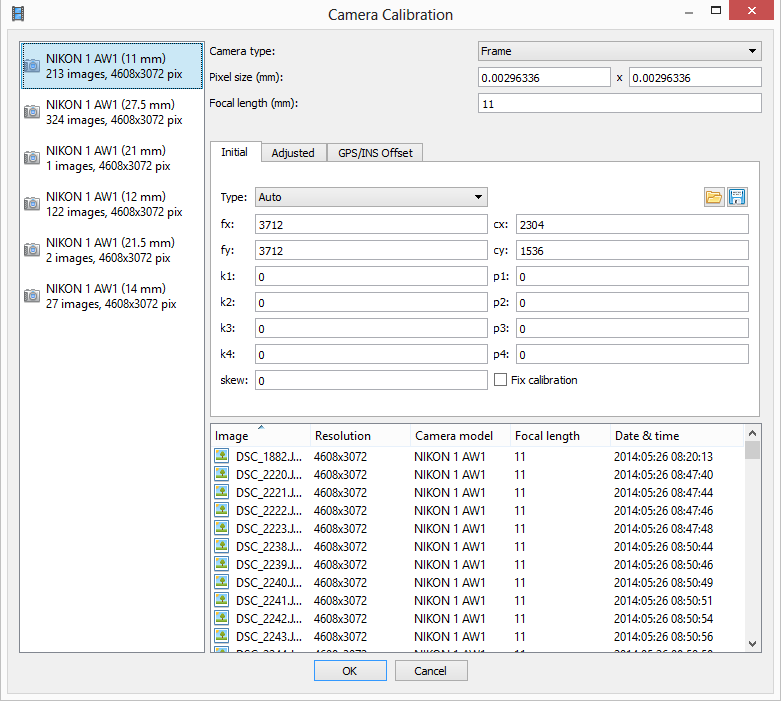 Camera Calibration
NIKON 1 AW1 (11 mm)
213 images, 4608x3072 pix
NIKON 1 AW1 (27.5 mm)
324 images, 4608x3072 pix
NIKON 1 AW1 (21 mm)
1 images, 4608x3072 pix
NIKON 1 AW1 (12 mm)
122 images, 4608x3072 pix
NIKON 1 AW1 (21.5 mm)
2 images, 4608x3072 pix
NIKON 1 AW1 (14 mm)
27 images, 4608x3072 pix
Camera type: Frame
Pixel size (mm): 0.00296336 x 0.00296336
Focal length (mm): 11
Initial Adjusted GPS/INS Offset
Type: Auto
fx: 3712 cx: 2304
fy: 3712 cy: 1536
k1: 0 p1: 0
k2: 0 p2: 0
k3: 0 p3: 0
k4: 0 p4: 0
skew: 0 Fix calibration
Image Resolution Camera model Focal length Date & time
DSC_1882.J... 4608x3072 NIKON 1 AW1 11 2014:05:26 08:20:13
DSC_2220.J... 4608x3072 NIKON 1 AW1 11 2014:05:26 08:47:40
DSC_2221.J... 4608x3072 NIKON 1 AW1 11 2014:05:26 08:47:44
DSC_2222.J... 4608x3072 NIKON 1 AW1 11 2014:05:26 08:47:46
DSC_2223.J... 4608x3072 NIKON 1 AW1 11 2014:05:26 08:47:48
DSC_2238.J... 4608x3072 NIKON 1 AW1 11 2014:05:26 08:50:44
DSC_2239.J... 4608x3072 NIKON 1 AW1 11 2014:05:26 08:50:46
DSC_2240.J... 4608x3072 NIKON 1 AW1 11 2014:05:26 08:50:49
DSC_2241.J... 4608x3072 NIKON 1 AW1 11 2014:05:26 08:50:51
DSC_2242.J... 4608x3072 NIKON 1 AW1 11 2014:05:26 08:50:54
DSC_2243.J... 4608x3072 NIKON 1 AW1 11 2014:05:26 08:50:56
OK Cancel